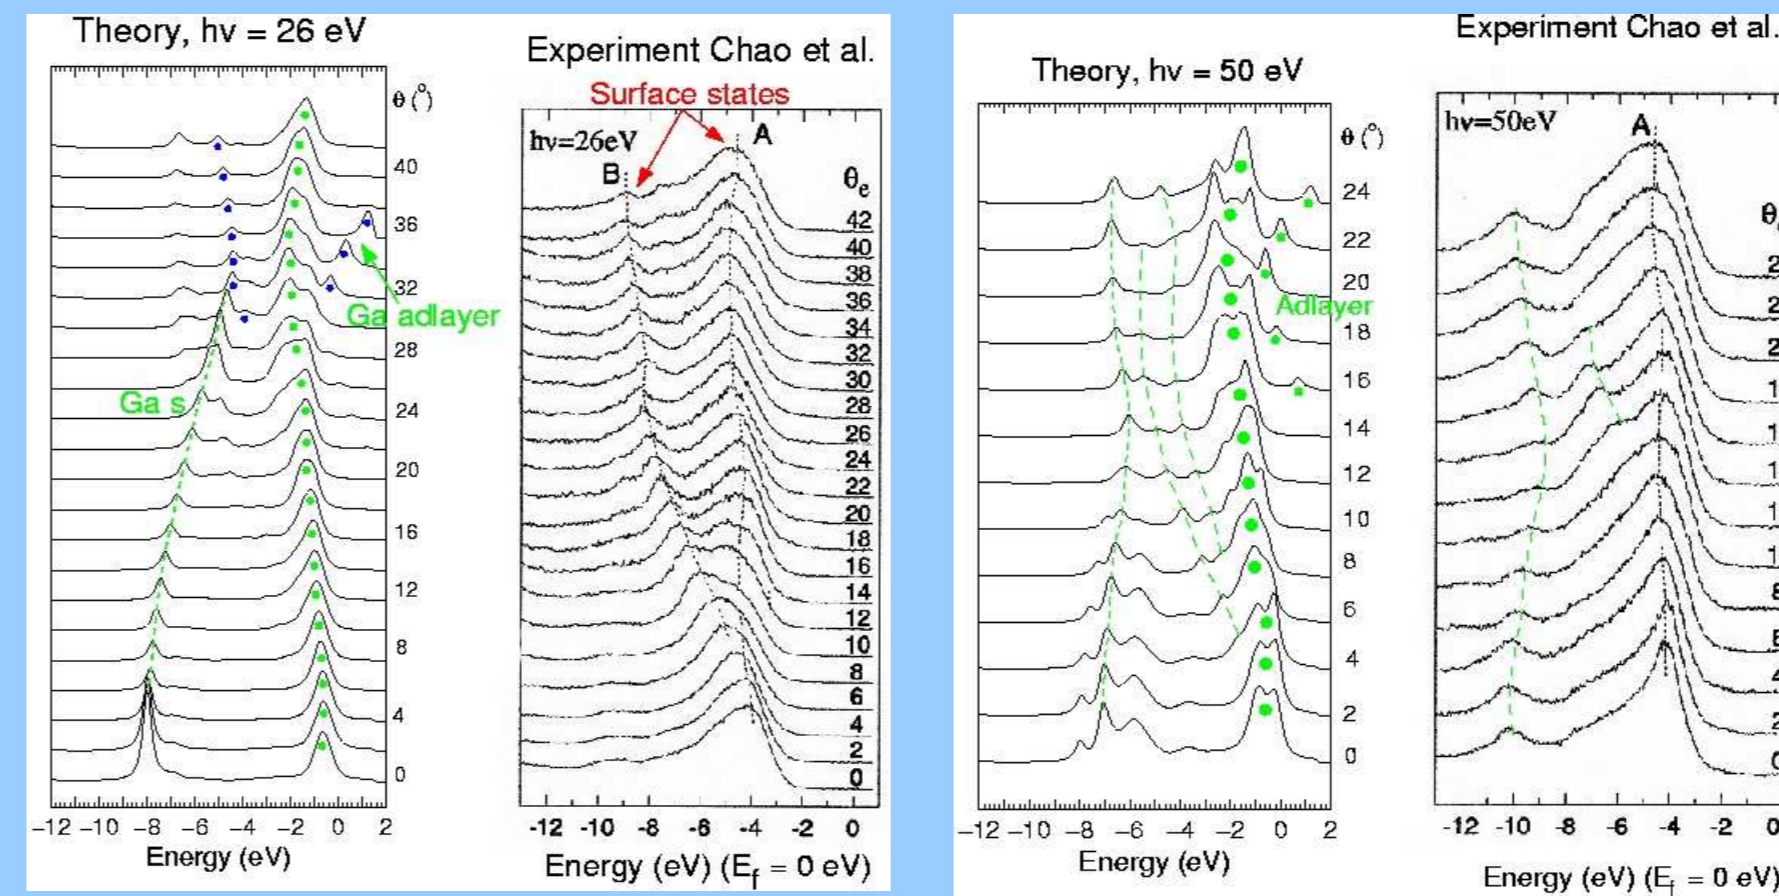 Theory, hν = 26 eV
θ (°)
40
36
32
28
24
20
16
12
8
4
0
Ga adlayer
Ga s
−12 −10 −8 −6 −4 −2 0 2
Energy (eV)
Experiment Chao et al.
Surface states
hν=26eV
A
B
θe
42
40
38
36
34
32
30
28
26
24
22
20
18
16
14
12
10
8
6
4
2
0
-12 -10 -8 -6 -4 -2 0
Energy (eV) (Ef = 0 eV)
Theory, hν = 50 eV
θ (°)
24
22
20
Adlayer
18
16
14
12
10
8
6
4
2
0
−12 −10 −8 −6 −4 −2 0 2
Energy (eV)
Experiment Chao et al.
hν=50eV
A
-12 -10 -8 -6 -4 -2
Energy (eV) (Ef = 0 eV)